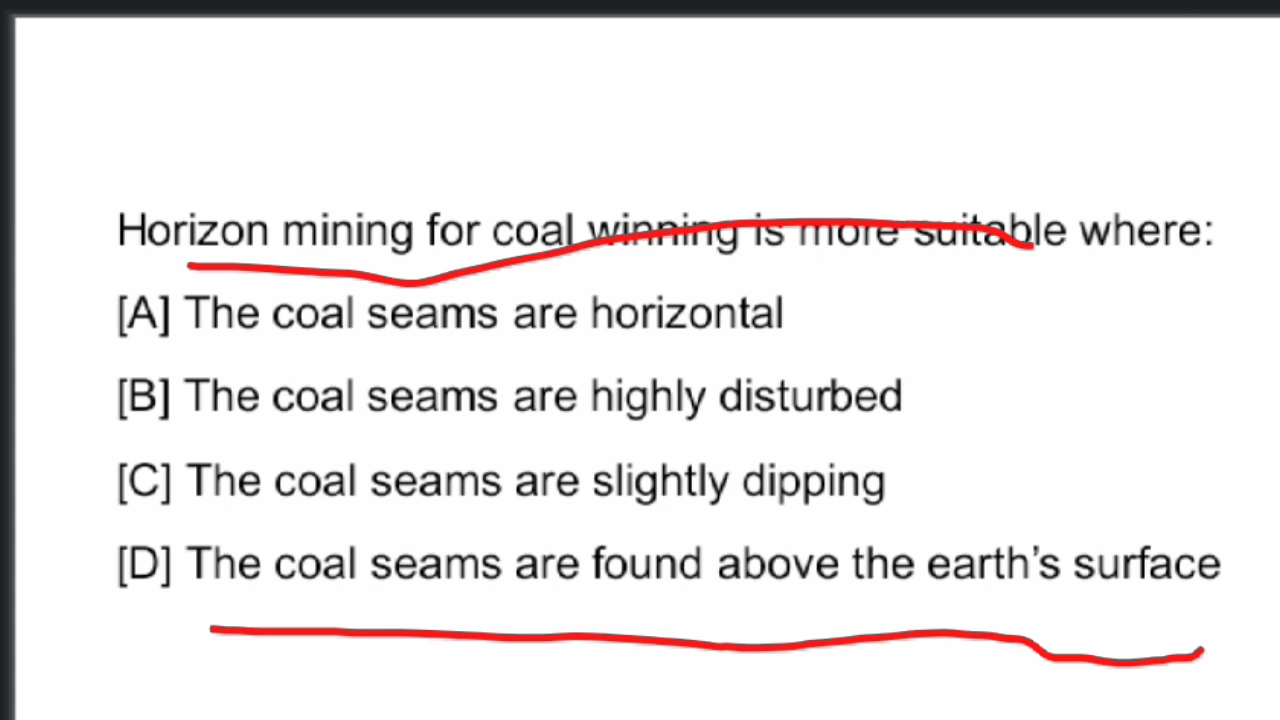 Horizon mining for coal winning is more suitable where:
[A] The coal seams are horizontal
[B] The coal seams are highly disturbed
[C] The coal seams are slightly dipping
[D] The coal seams are found above the earth’s surface